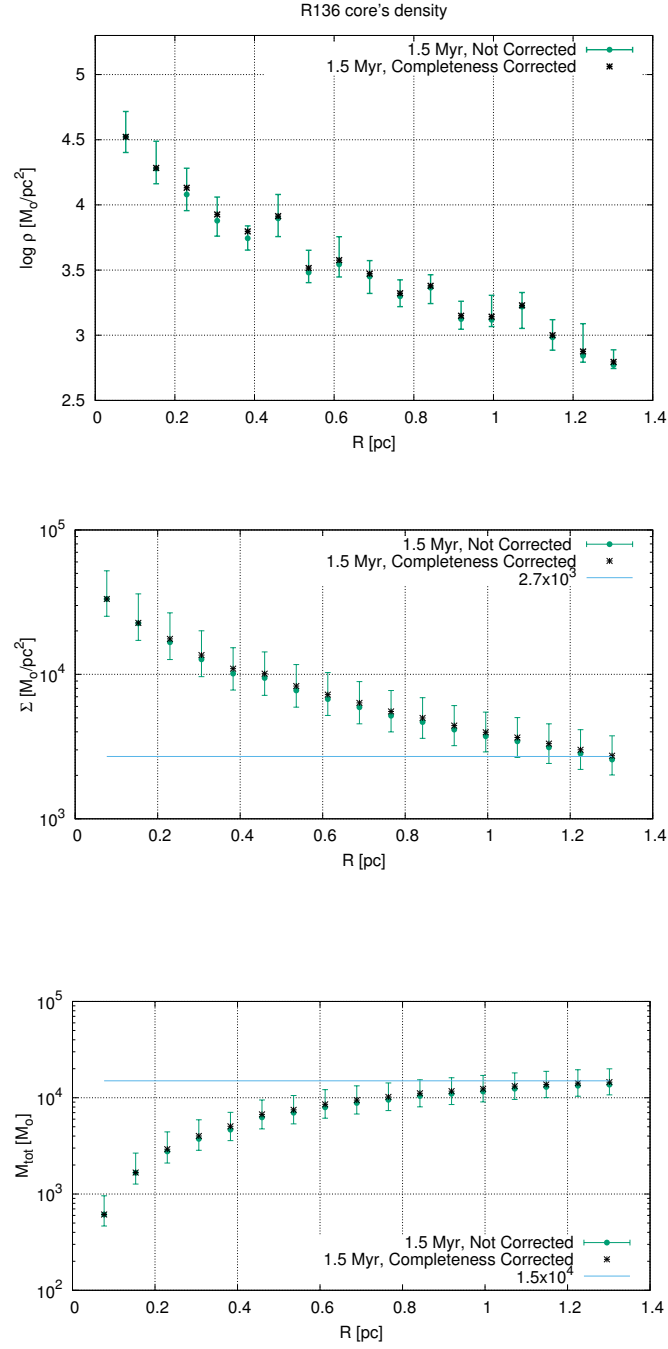 R136 core's density
1.5 Myr, Not Corrected
1.5 Myr, Completeness Corrected
5
4.5
4
3.5
3
2.5
log ρ [M₀/pc²]
0 0.2 0.4 0.6 0.8 1 1.2 1.4
R [pc]
1.5 Myr, Not Corrected
1.5 Myr, Completeness Corrected
2.7x10³
10⁵
10⁴
10³
Σ [M₀/pc²]
0 0.2 0.4 0.6 0.8 1 1.2 1.4
R [pc]
10⁵
10⁴
10³
10²
M_tot [M₀]
1.5 Myr, Not Corrected
1.5 Myr, Completeness Corrected
1.5x10⁴
0 0.2 0.4 0.6 0.8 1 1.2 1.4
R [pc]